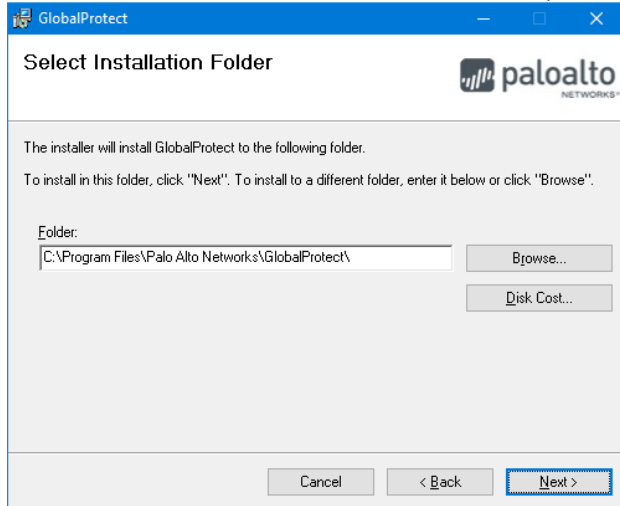 GlobalProtect
Select Installation Folder
paloalto
NETWORKS
The installer will install GlobalProtect to the following folder.
To install in this folder, click "Next". To install to a different folder, enter it below or click "Browse".
Folder:
C:\Program Files\Palo Alto Networks\GlobalProtect\
Browse...
Disk Cost...
Cancel
< Back
Next >